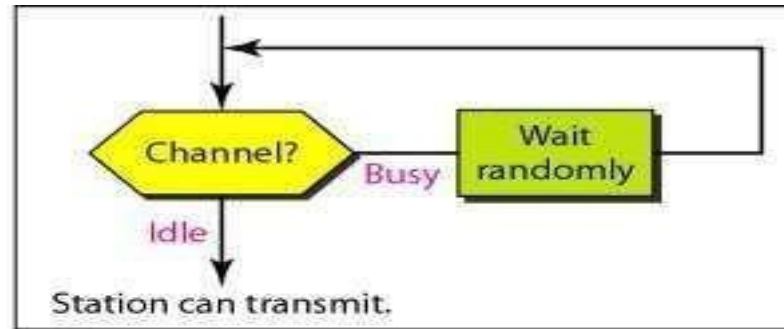 Channel?
Busy
Wait
randomly
Idle
Station can transmit.